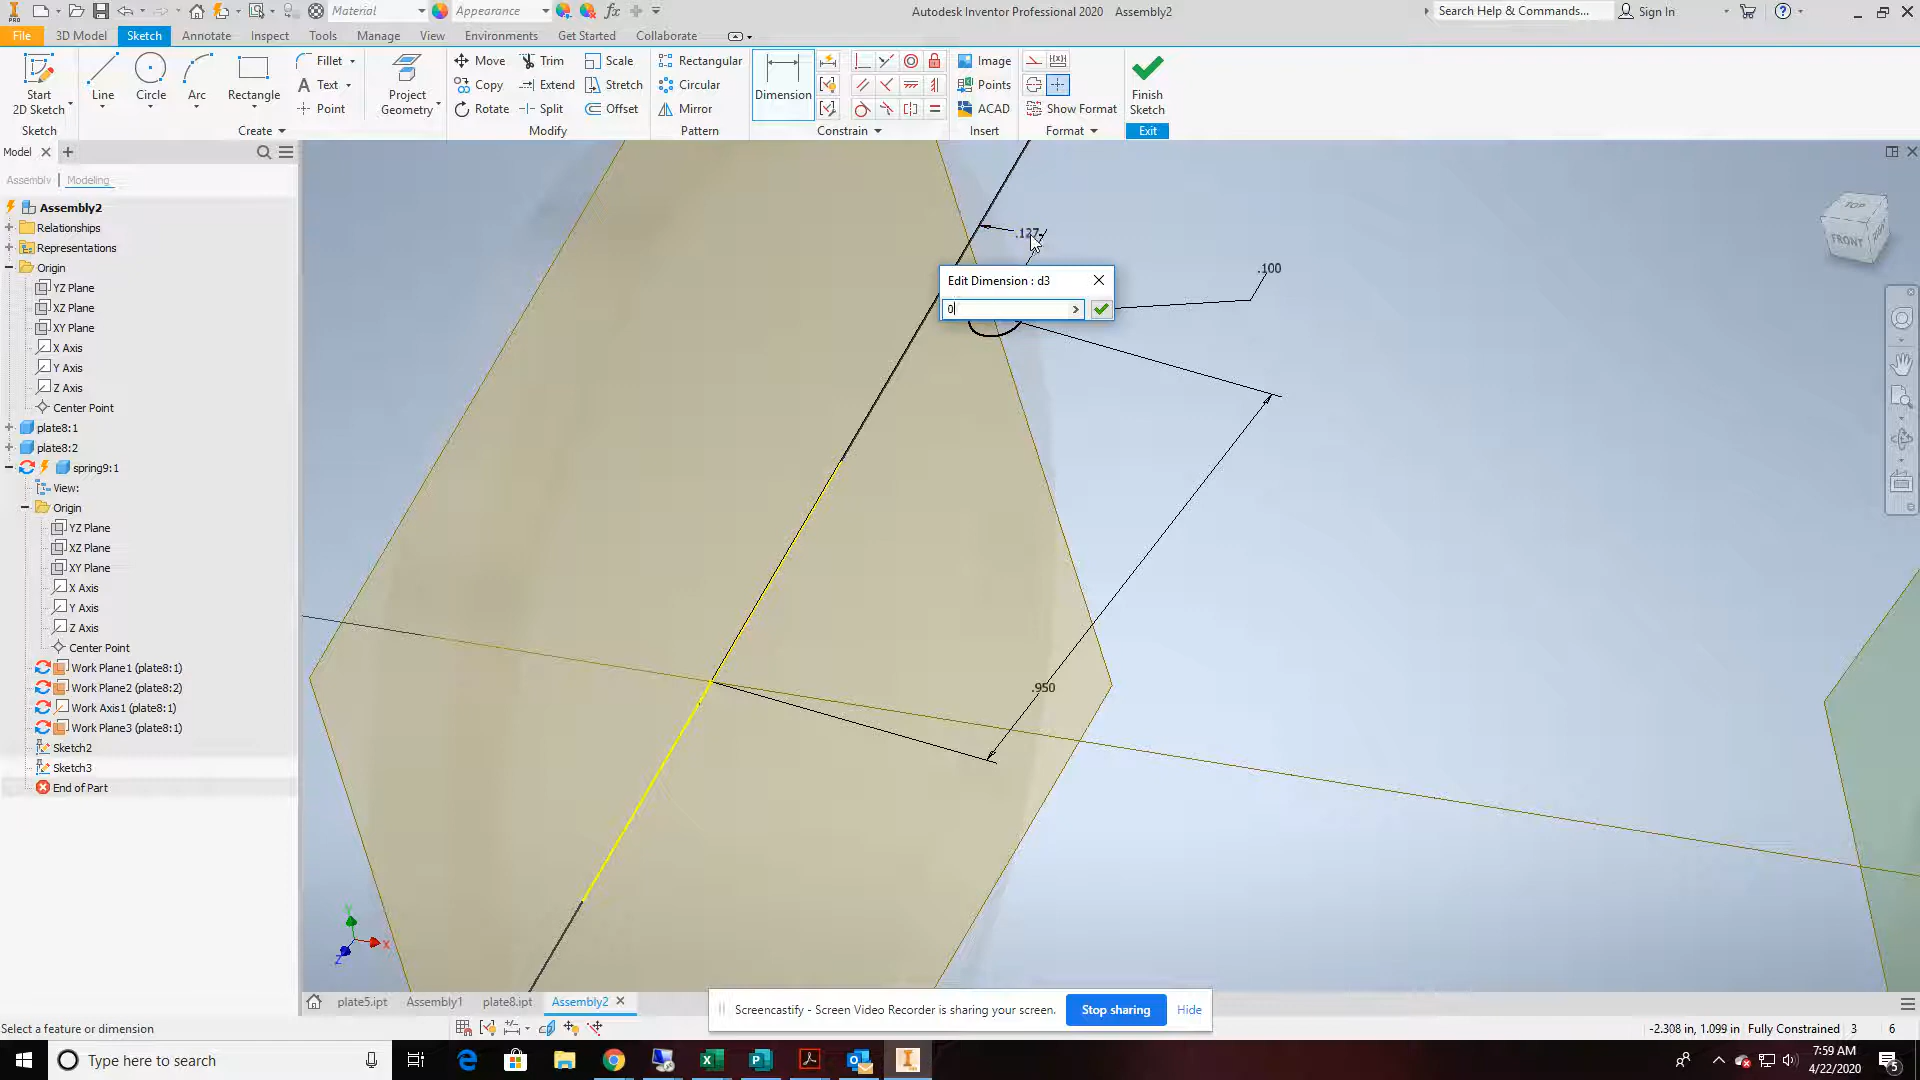 Material
Appearance
Autodesk Inventor Professional 2020 Assembly2
Search Help & Commands...
Sign In
File
3D Model
Sketch
Annotate
Inspect
Tools
Manage
View
Environments
Get Started
Collaborate
Start
2D Sketch
Sketch
Line
Circle
Arc
Rectangle
Fillet
Text
Point
Create
Project
Geometry
Move
Copy
Rotate
Trim
Extend
Split
Scale
Stretch
Offset
Modify
Rectangular
Circular
Mirror
Pattern
Dimension
Constrain
Image
Points
ACAD
Insert
Show Format
Format
Finish
Sketch
Exit
Model
Assembly
Modeling
Assembly2
Relationships
Representations
Origin
YZ Plane
XZ Plane
XY Plane
X Axis
Y Axis
Z Axis
Center Point
plate8:1
plate8:2
spring9:1
View:
Origin
YZ Plane
XZ Plane
XY Plane
X Axis
Y Axis
Z Axis
Center Point
Work Plane1 (plate8:1)
Work Plane2 (plate8:2)
Work Axis1 (plate8:1)
Work Plane3 (plate8:1)
Sketch2
Sketch3
End of Part
.127
.100
Edit Dimension : d3
0
.950
TOP
FRONT
Y
X
Z
plate5.ipt
Assembly1
plate8.ipt
Assembly2
Screencastify - Screen Video Recorder is sharing your screen.
Stop sharing
Hide
Select a feature or dimension
-2.308 in, 1.099 in Fully Constrained 3 6
Type here to search
7:59 AM
4/22/2020
5